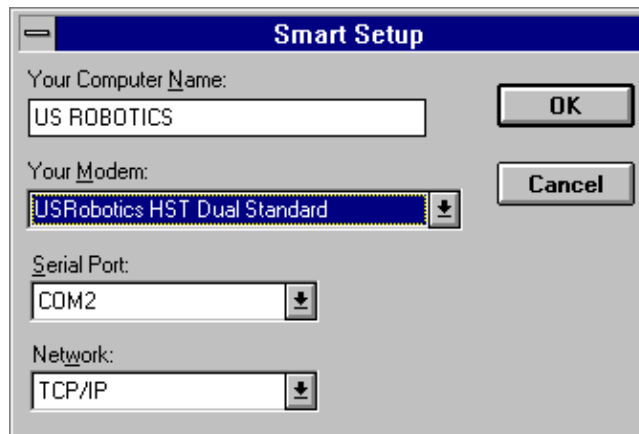 Smart Setup
Your Computer Name:
US ROBOTICS
OK
Your Modem:
Cancel
USRobotics HST Dual Standard
Serial Port:
COM2
Network:
TCP/IP